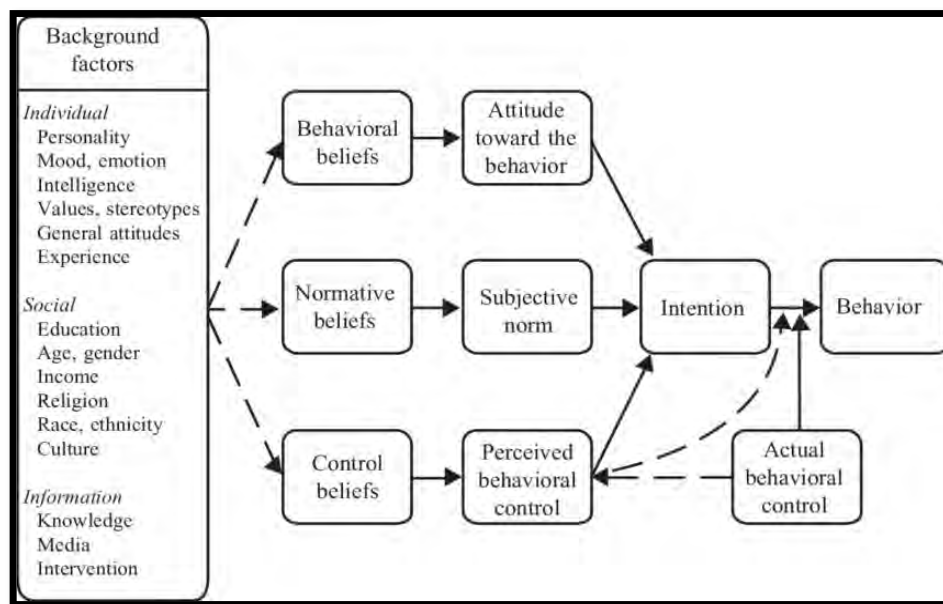 Background
factors
Individual
Personality
Mood, emotion
Intelligence
Values, stereotypes
General attitudes
Experience
Social
Education
Age, gender
Income
Religion
Race, ethnicity
Culture
Information
Knowledge
Media
Intervention
Behavioral
beliefs
Attitude
toward the
behavior
Normative
beliefs
Subjective
norm
Intention
Behavior
Control
beliefs
Perceived
behavioral
control
Actual
behavioral
control